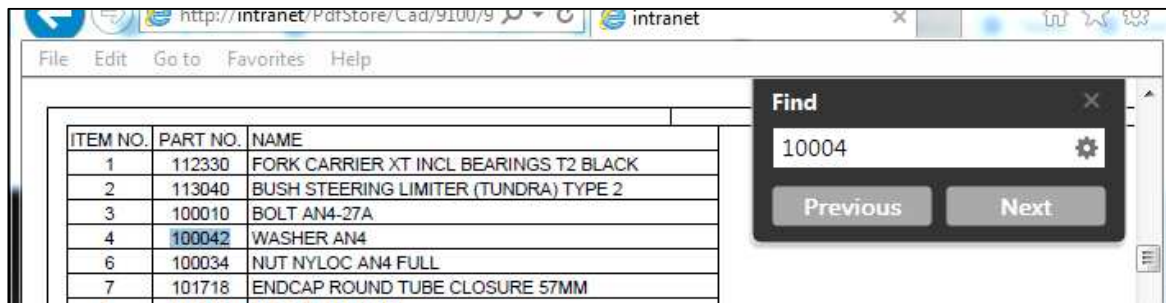 http://intranet/PdfStore/Cad/9100/9
intranet
File Edit Go to Favorites Help
Find
10004
Previous Next
ITEM NO. PART NO. NAME
1 112330 FORK CARRIER XT INCL BEARINGS T2 BLACK
2 113040 BUSH STEERING LIMITER (TUNDRA) TYPE 2
3 100010 BOLT AN4-27A
4 100042 WASHER AN4
6 100034 NUT NYLOC AN4 FULL
7 101718 ENDCAP ROUND TUBE CLOSURE 57MM